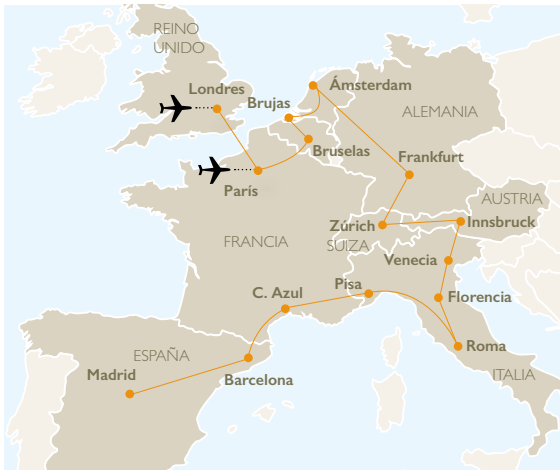 REINO
UNIDO
Londres
Ámsterdam
Brujas
ALEMANIA
Bruselas
Frankfurt
París
AUSTRIA
Zúrich
Innsbruck
FRANCIA
SUIZA
Venecia
C. Azul
Pisa
Florencia
Roma
ESPAÑA
Madrid
Barcelona
ITALIA